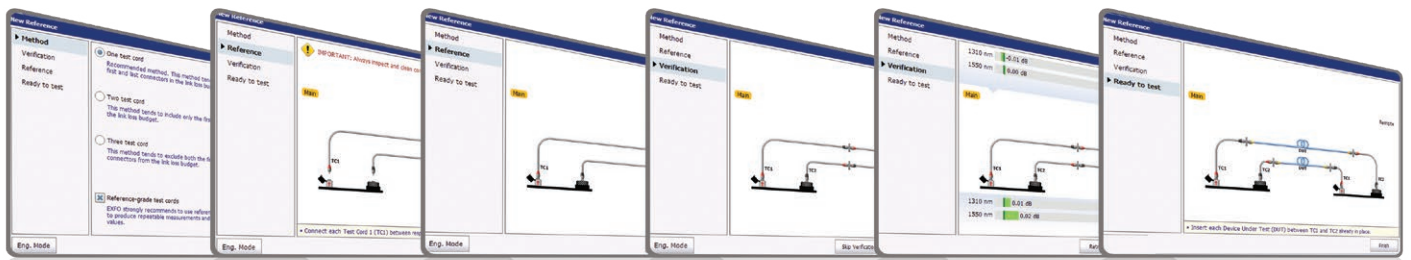 New Reference
Method
Verification
Reference
Ready to test
One test cord
Recommended method. This method ten
first and last connectors in the link loss bu
Two test cord
This method tends to include only the
the link loss budget.
Three test cord
This method tends to exclude both the
connectors from the link loss budget.
Reference-grade test cords
EXFO strongly recommends to use refere
to produce repeatable measurements and
values.
Eng. Mode
New Reference
Method
Reference
Verification
Ready to test
IMPORTANT: Always inspect and clean co
Main
TC1
• Connect each Test Cord 1 (TC1) between res
Eng. Mode
New Reference
Method
Reference
Verification
Ready to test
Main
TC1
Eng. Mode
New Reference
Method
Reference
Verification
Ready to test
Main
TC1
TC2
Eng. Mode
Skip Verificatio
New Reference
Method
Reference
Verification
Ready to test
1310 nm -0.01 dB
1550 nm 0.00 dB
Main
TC1
TC2
1310 nm 0.01 dB
1550 nm 0.02 dB
Eng. Mode
New Reference
Method
Reference
Verification
Ready to test
Main
Remote
DUT
DUT
TC1
TC2
TC1
TC2
• Insert each Device Under Test (DUT) between TC1 and TC2 already in place.
Finish